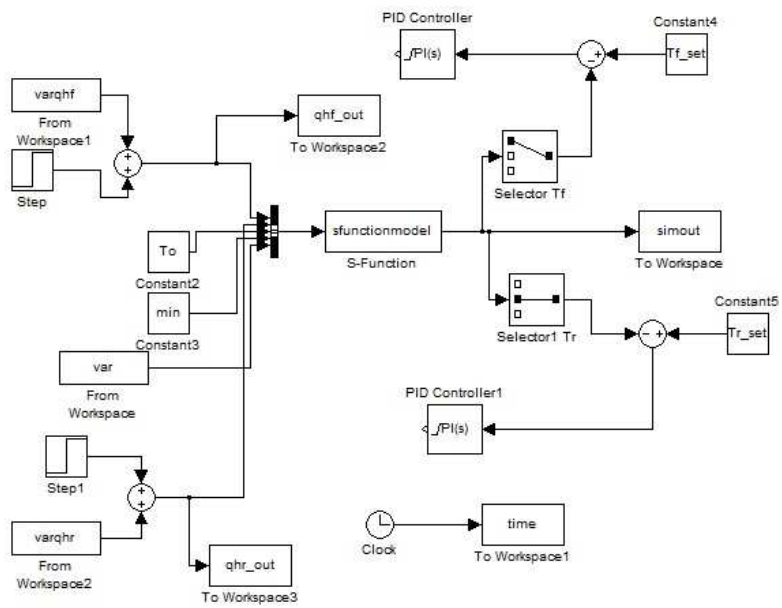 PID Controller
Constant4
PI(s)
− +
Tf_set
varqhf
From
Workspace1
qhf_out
To Workspace2
+
+
Step
Selector Tf
To
Constant2
sfunctionmodel
S-Function
simout
To Workspace
min
Constant3
Selector1 Tr
Constant5
− +
Tr_set
var
From
Workspace
PID Controller1
PI(s)
Step1
+
+
varqhr
From
Workspace2
Clock
time
To Workspace1
qhr_out
To Workspace3